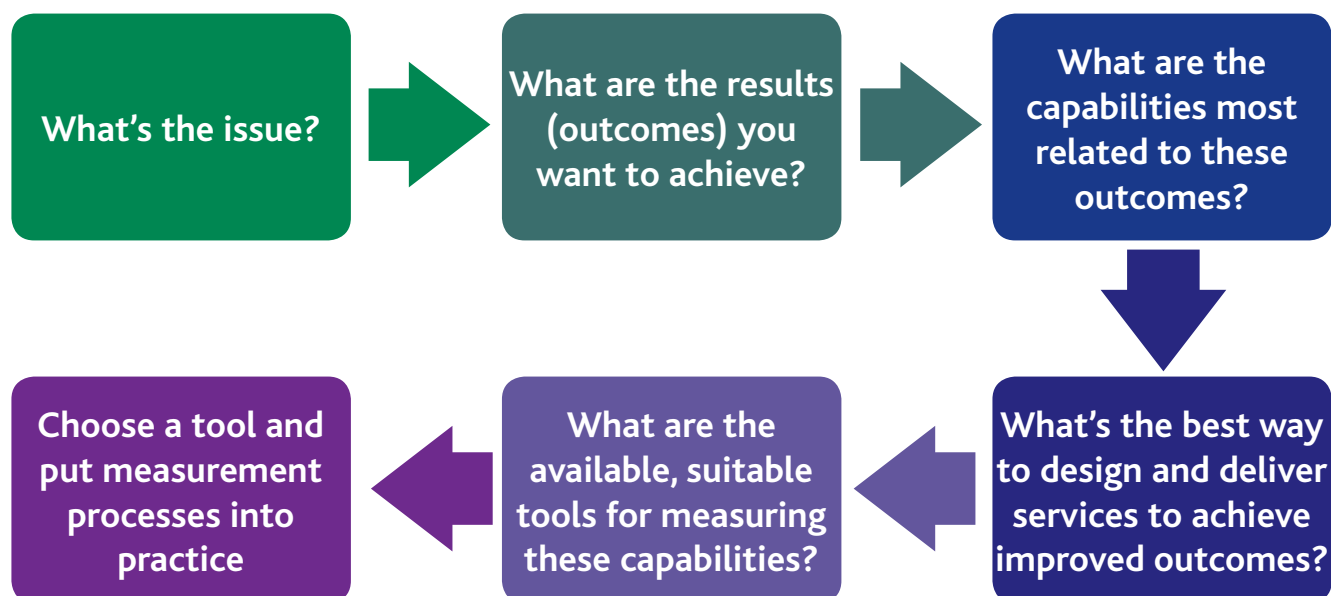 What’s the issue?
What are the results
(outcomes) you
want to achieve?
What are the
capabilities most
related to these
outcomes?
What’s the best way
to design and deliver
services to achieve
improved outcomes?
What are the
available, suitable
tools for measuring
these capabilities?
Choose a tool and
put measurement
processes into
practice